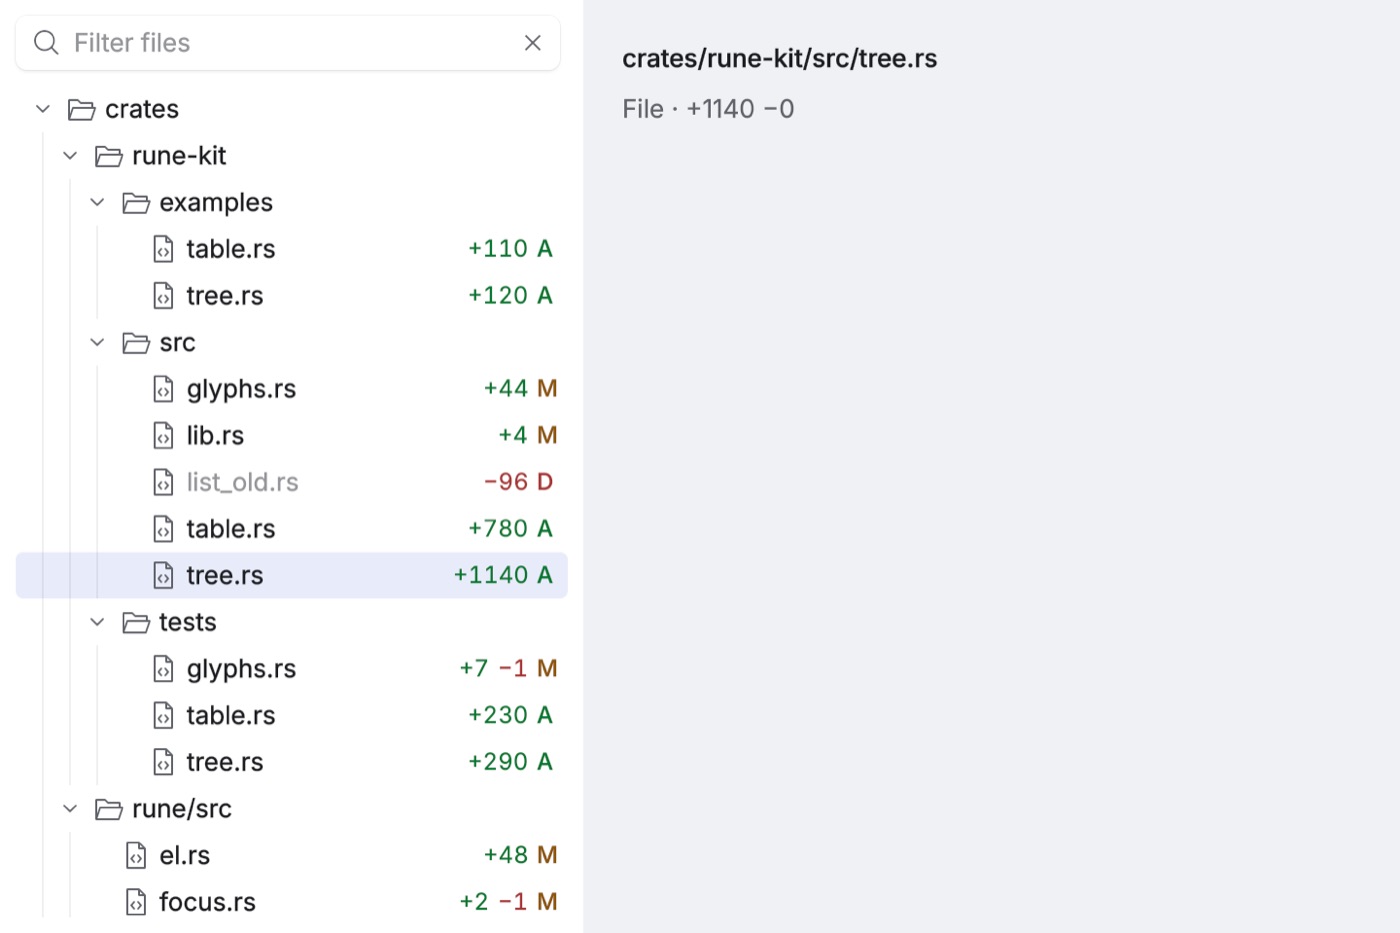 Filter files
crates
rune-kit
examples
table.rs +110 A
tree.rs +120 A
src
glyphs.rs +44 M
lib.rs +4 M
list_old.rs −96 D
table.rs +780 A
tree.rs +1140 A
tests
glyphs.rs +7 −1 M
table.rs +230 A
tree.rs +290 A
rune/src
el.rs +48 M
focus.rs +2 −1 M
crates/rune-kit/src/tree.rs
File · +1140 −0